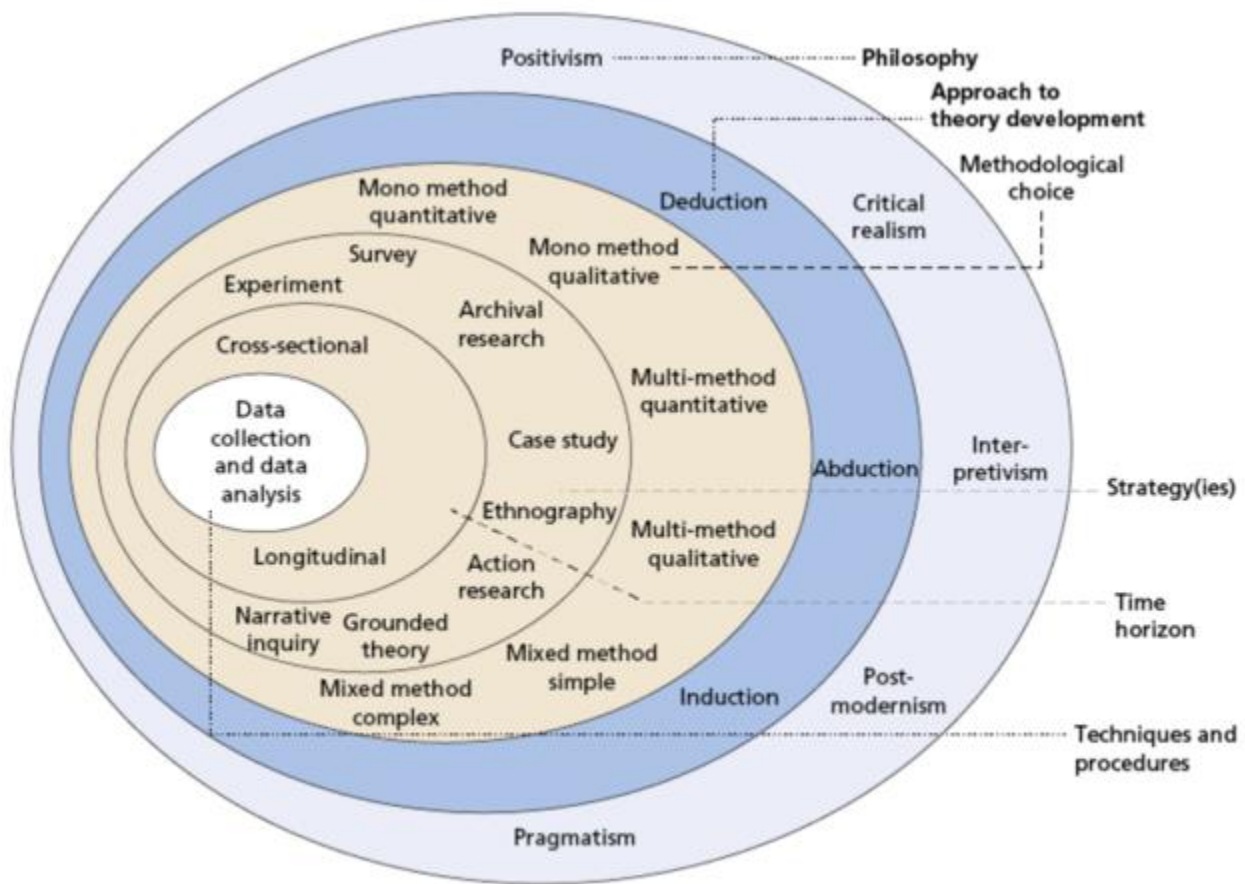 Positivism
Philosophy
Approach to
theory development
Methodological
choice
Mono method
quantitative
Deduction
Critical
realism
Mono method
qualitative
Survey
Experiment
Archival
research
Cross-sectional
Multi-method
quantitative
Data
collection
and data
analysis
Case study
Abduction
Inter-
pretivism
Strategy(ies)
Ethnography
Multi-method
qualitative
Longitudinal
Action
research
Time
horizon
Narrative
inquiry
Grounded
theory
Mixed method
simple
Mixed method
complex
Induction
Post-
modernism
Techniques and
procedures
Pragmatism